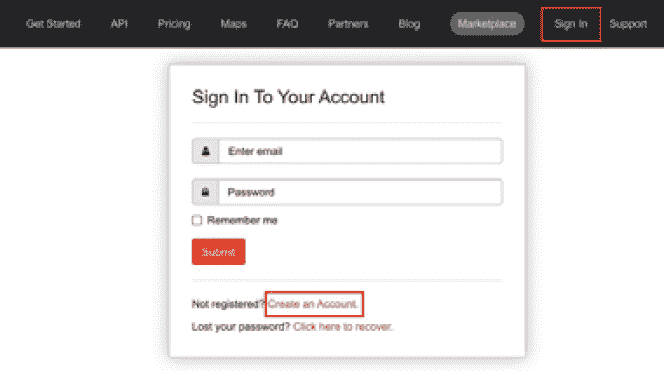 Get Started API Pricing Maps FAQ Partners Blog Marketplace Sign In Support
Sign In To Your Account
Enter email
Password
Remember me
Submit
Not registered? Create an Account.
Lost your password? Click here to recover.